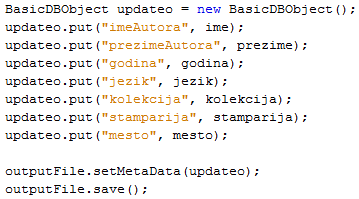 BasicDBObject updateo = new BasicDBObject();
updateo.put("imeAutora", ime);
updateo.put("prezimeAutora", prezime);
updateo.put("godina", godina);
updateo.put("jezik", jezik);
updateo.put("kolekcija", kolekcija);
updateo.put("stamparija", stamparija);
updateo.put("mesto", mesto);
outputFile.setMetaData(updateo);
outputFile.save();